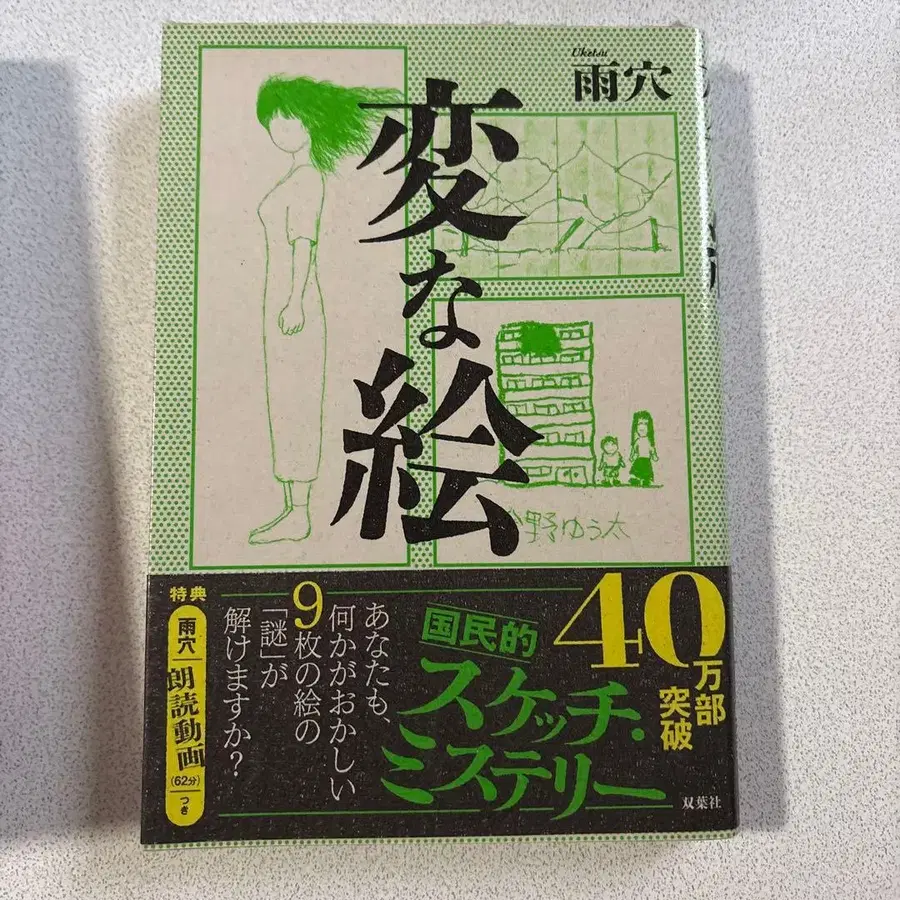 Uketsu
雨穴
変な絵
野ゆう太
40万部突破
国民的
スケッチ・
ミステリー
あなたも、
何かがおかしい
9枚の絵の
「謎」が
解けますか？
特典
雨穴
朗読動画
(62分)
つき
双葉社